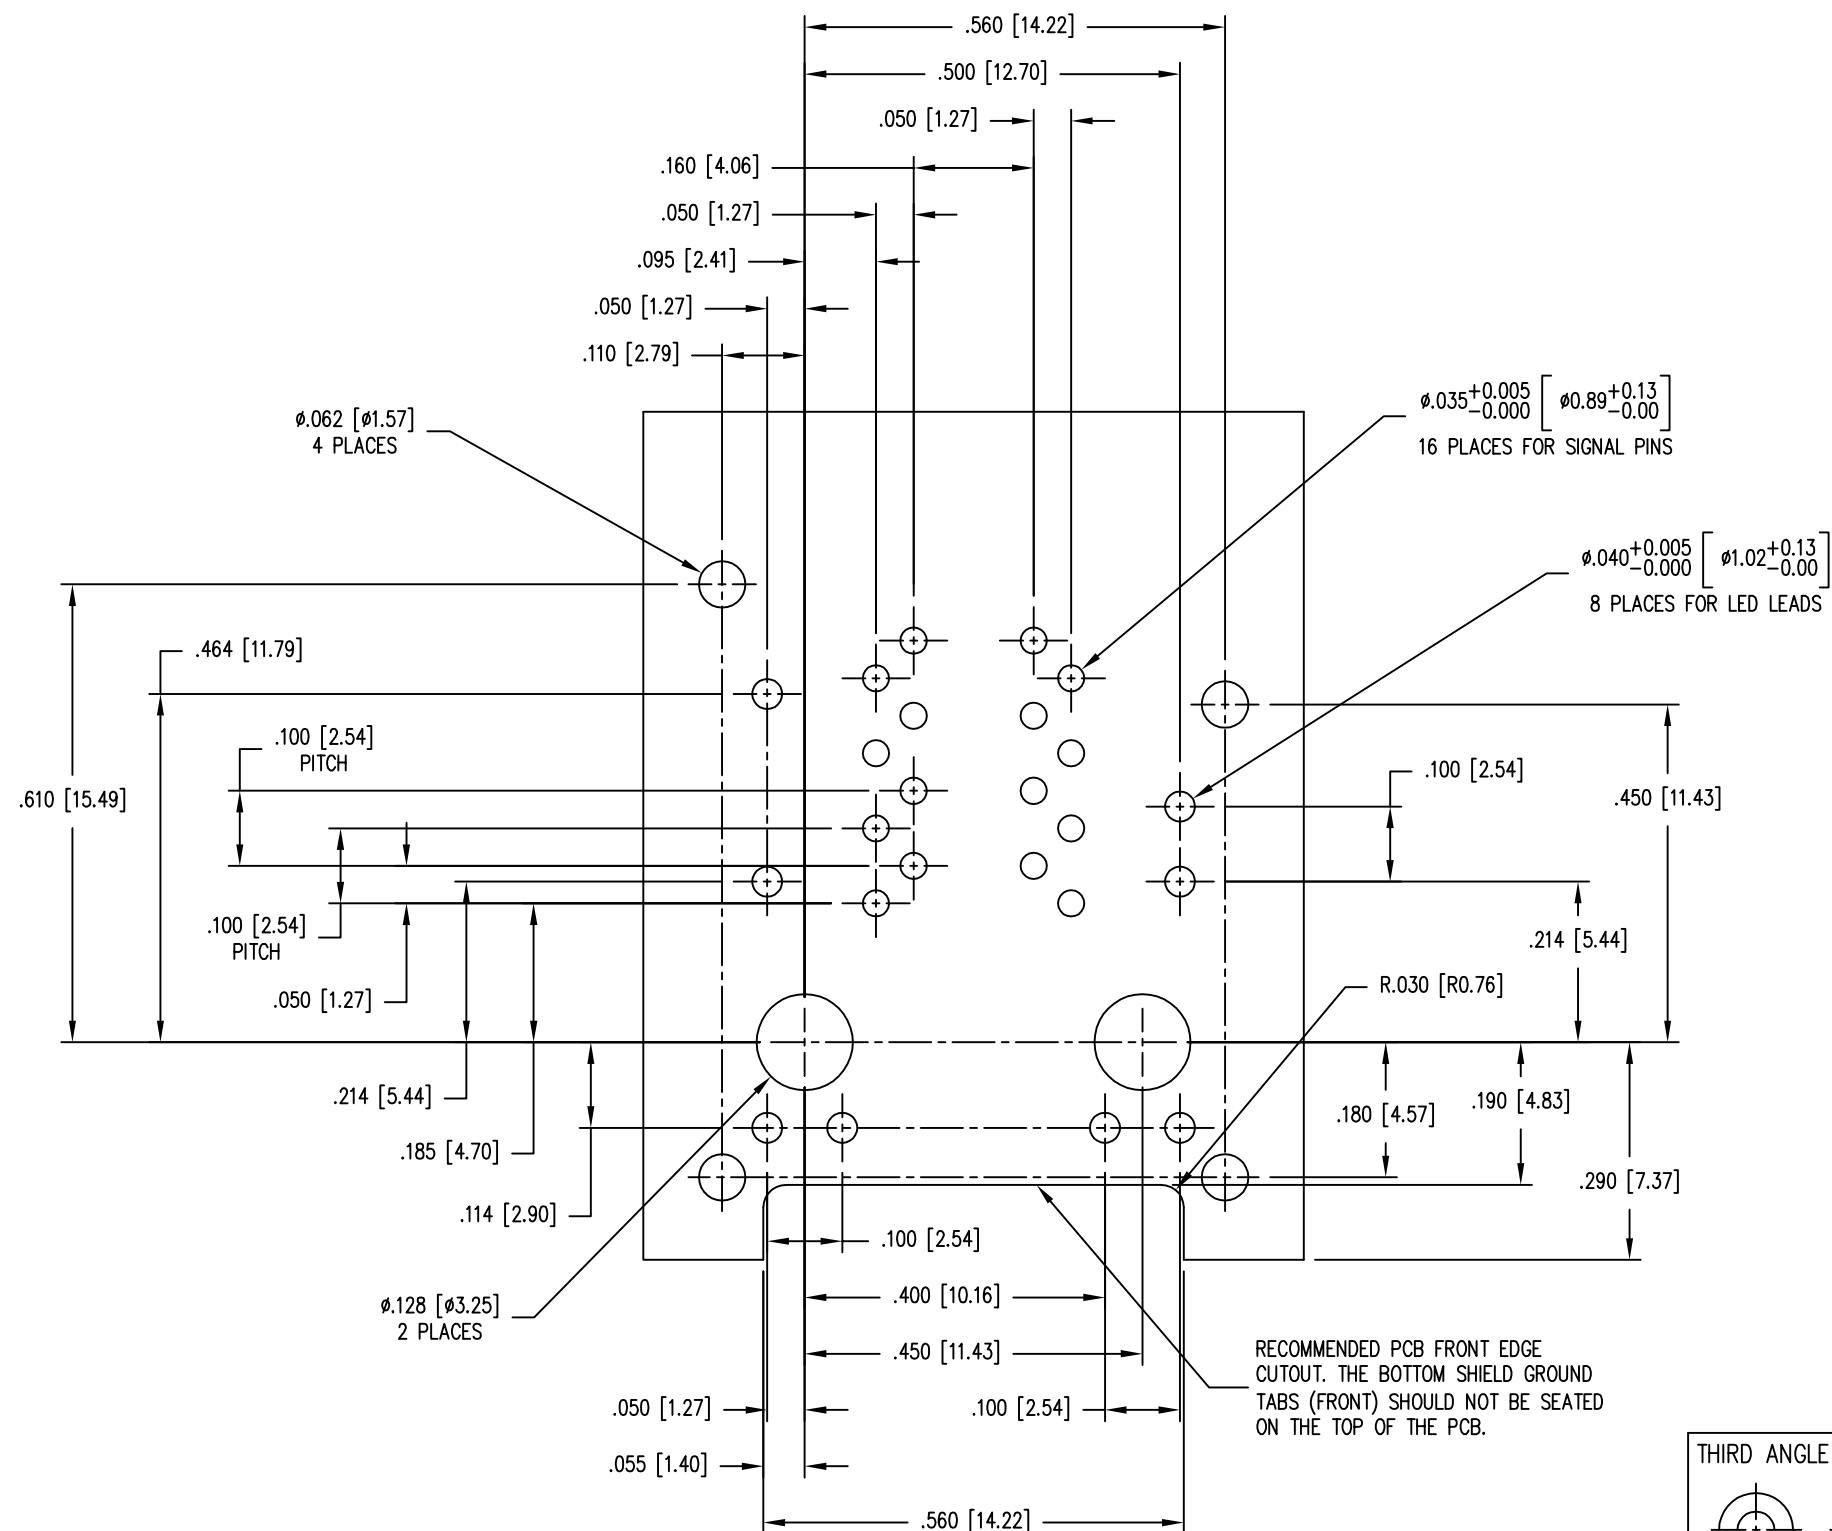 .560 [14.22]
.500 [12.70]
.050 [1.27]
.160 [4.06]
.050 [1.27]
.095 [2.41]
.050 [1.27]
.110 [2.79]
ø.062 [ø1.57]
4 PLACES
ø.035+0.005 -0.000 [ø0.89+0.13 -0.00]
16 PLACES FOR SIGNAL PINS
ø.040+0.005 -0.000 [ø1.02+0.13 -0.00]
8 PLACES FOR LED LEADS
.464 [11.79]
.100 [2.54]
PITCH
.610 [15.49]
.100 [2.54]
.450 [11.43]
.100 [2.54]
PITCH
.050 [1.27]
.214 [5.44]
R.030 [R0.76]
.214 [5.44]
.185 [4.70]
.114 [2.90]
.180 [4.57]
.190 [4.83]
.290 [7.37]
.100 [2.54]
ø.128 [ø3.25]
2 PLACES
.400 [10.16]
.450 [11.43]
RECOMMENDED PCB FRONT EDGE
CUTOUT. THE BOTTOM SHIELD GROUND
TABS (FRONT) SHOULD NOT BE SEATED
ON THE TOP OF THE PCB.
.050 [1.27]
.100 [2.54]
.055 [1.40]
.560 [14.22]
THIRD ANGLE